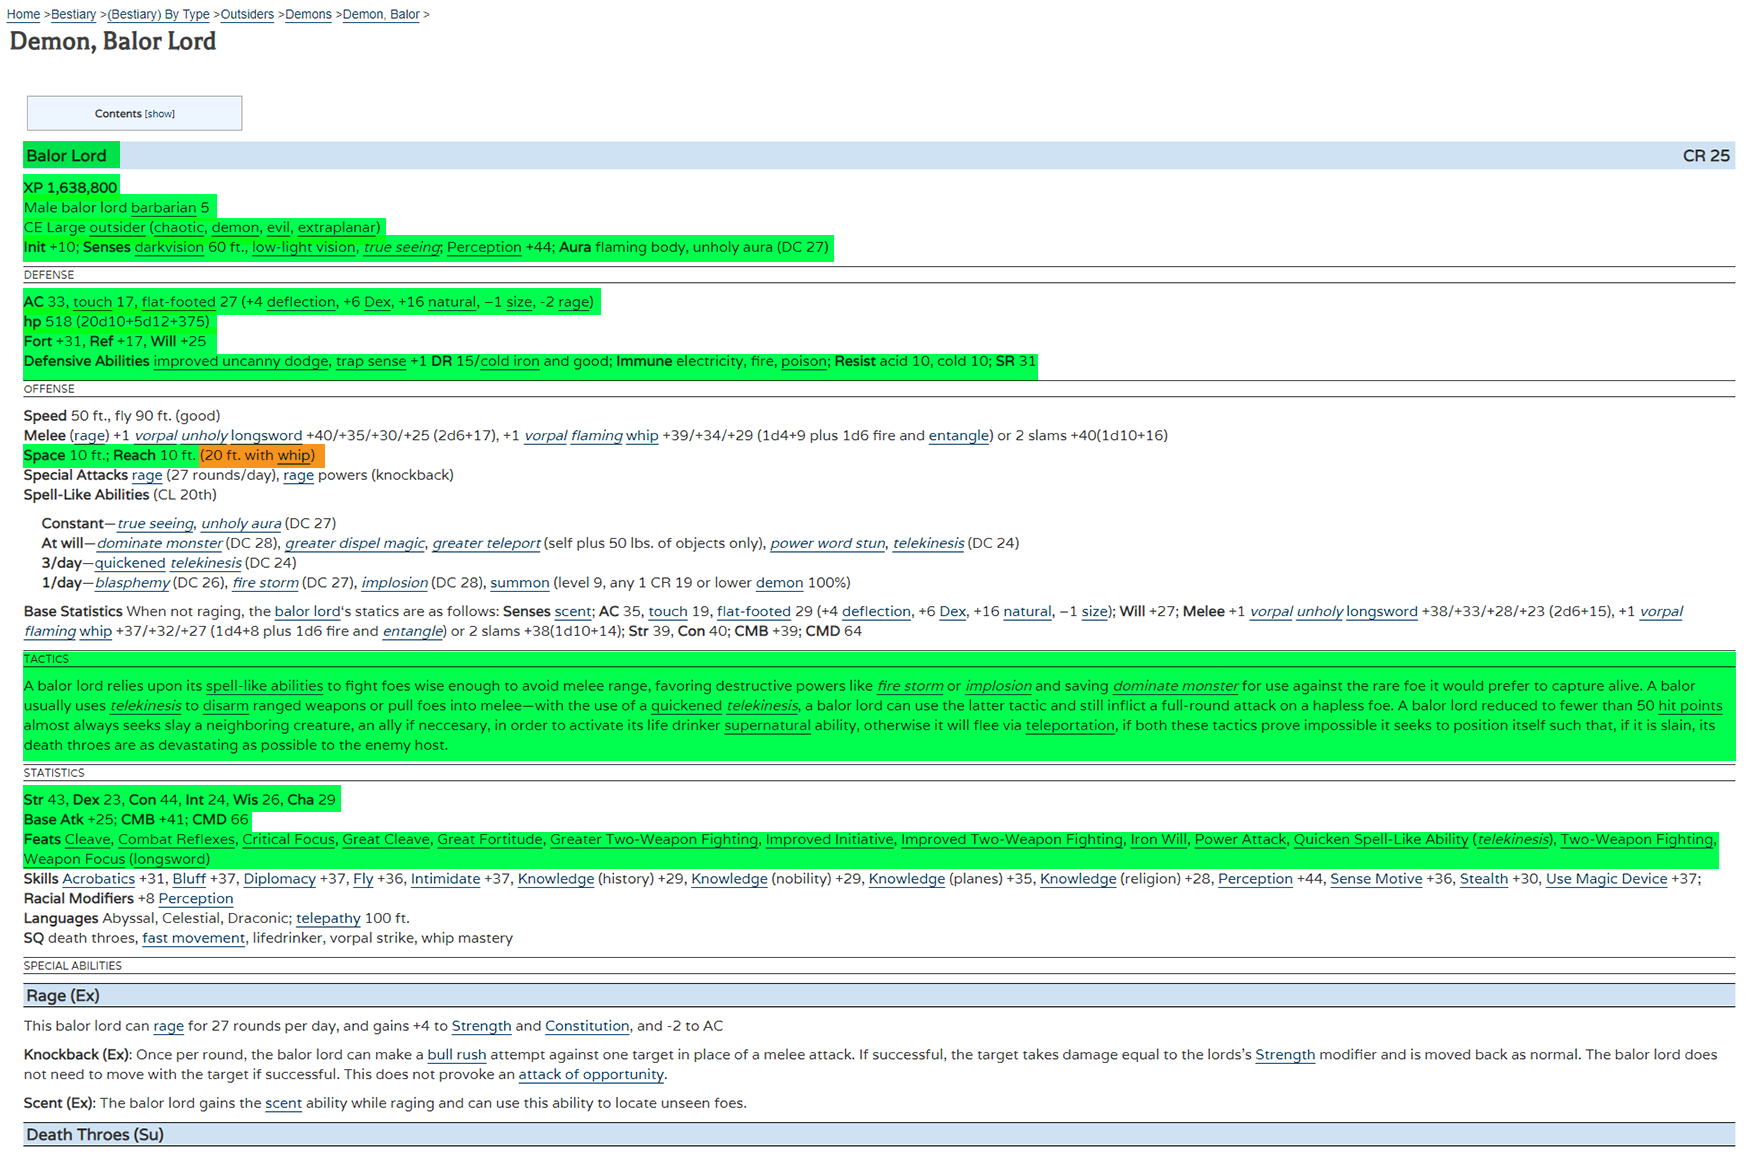 Home >Bestiary >(Bestiary) By Type >Outsiders >Demons >Demon, Balor >
Demon, Balor Lord
Contents [show]
Balor Lord CR 25
XP 1,638,800
Male balor lord barbarian 5
CE Large outsider (chaotic, demon, evil, extraplanar)
Init +10; Senses darkvision 60 ft., low-light vision, true seeing; Perception +44; Aura flaming body, unholy aura (DC 27)
DEFENSE
AC 33, touch 17, flat-footed 27 (+4 deflection, +6 Dex, +16 natural, −1 size, -2 rage)
hp 518 (20d10+5d12+375)
Fort +31, Ref +17, Will +25
Defensive Abilities improved uncanny dodge, trap sense +1 DR 15/cold iron and good; Immune electricity, fire, poison; Resist acid 10, cold 10; SR 31
OFFENSE
Speed 50 ft., fly 90 ft. (good)
Melee (rage) +1 vorpal unholy longsword +40/+35/+30/+25 (2d6+17), +1 vorpal flaming whip +39/+34/+29 (1d4+9 plus 1d6 fire and entangle) or 2 slams +40(1d10+16)
Space 10 ft.; Reach 10 ft. (20 ft. with whip)
Special Attacks rage (27 rounds/day), rage powers (knockback)
Spell-Like Abilities (CL 20th)
Constant—true seeing, unholy aura (DC 27)
At will—dominate monster (DC 28), greater dispel magic, greater teleport (self plus 50 lbs. of objects only), power word stun, telekinesis (DC 24)
3/day—quickened telekinesis (DC 24)
1/day—blasphemy (DC 26), fire storm (DC 27), implosion (DC 28), summon (level 9, any 1 CR 19 or lower demon 100%)
Base Statistics When not raging, the balor lord's statics are as follows: Senses scent; AC 35, touch 19, flat-footed 29 (+4 deflection, +6 Dex, +16 natural, −1 size); Will +27; Melee +1 vorpal unholy longsword +38/+33/+28/+23 (2d6+15), +1 vorpal
flaming whip +37/+32/+27 (1d4+8 plus 1d6 fire and entangle) or 2 slams +38(1d10+14); Str 39, Con 40; CMB +39; CMD 64
TACTICS
A balor lord relies upon its spell-like abilities to fight foes wise enough to avoid melee range, favoring destructive powers like fire storm or implosion and saving dominate monster for use against the rare foe it would prefer to capture alive. A balor
usually uses telekinesis to disarm ranged weapons or pull foes into melee—with the use of a quickened telekinesis, a balor lord can use the latter tactic and still inflict a full-round attack on a hapless foe. A balor lord reduced to fewer than 50 hit points
almost always seeks slay a neighboring creature, an ally if neccesary, in order to activate its life drinker supernatural ability, otherwise it will flee via teleportation, if both these tactics prove impossible it seeks to position itself such that, if it is slain, its
death throes are as devastating as possible to the enemy host.
STATISTICS
Str 43, Dex 23, Con 44, Int 24, Wis 26, Cha 29
Base Atk +25; CMB +41; CMD 66
Feats Cleave, Combat Reflexes, Critical Focus, Great Cleave, Great Fortitude, Greater Two-Weapon Fighting, Improved Initiative, Improved Two-Weapon Fighting, Iron Will, Power Attack, Quicken Spell-Like Ability (telekinesis), Two-Weapon Fighting,
Weapon Focus (longsword)
Skills Acrobatics +31, Bluff +37, Diplomacy +37, Fly +36, Intimidate +37, Knowledge (history) +29, Knowledge (nobility) +29, Knowledge (planes) +35, Knowledge (religion) +28, Perception +44, Sense Motive +36, Stealth +30, Use Magic Device +37;
Racial Modifiers +8 Perception
Languages Abyssal, Celestial, Draconic; telepathy 100 ft.
SQ death throes, fast movement, lifedrinker, vorpal strike, whip mastery
SPECIAL ABILITIES
Rage (Ex)
This balor lord can rage for 27 rounds per day, and gains +4 to Strength and Constitution, and -2 to AC
Knockback (Ex): Once per round, the balor lord can make a bull rush attempt against one target in place of a melee attack. If successful, the target takes damage equal to the lords's Strength modifier and is moved back as normal. The balor lord does
not need to move with the target if successful. This does not provoke an attack of opportunity.
Scent (Ex): The balor lord gains the scent ability while raging and can use this ability to locate unseen foes.
Death Throes (Su)